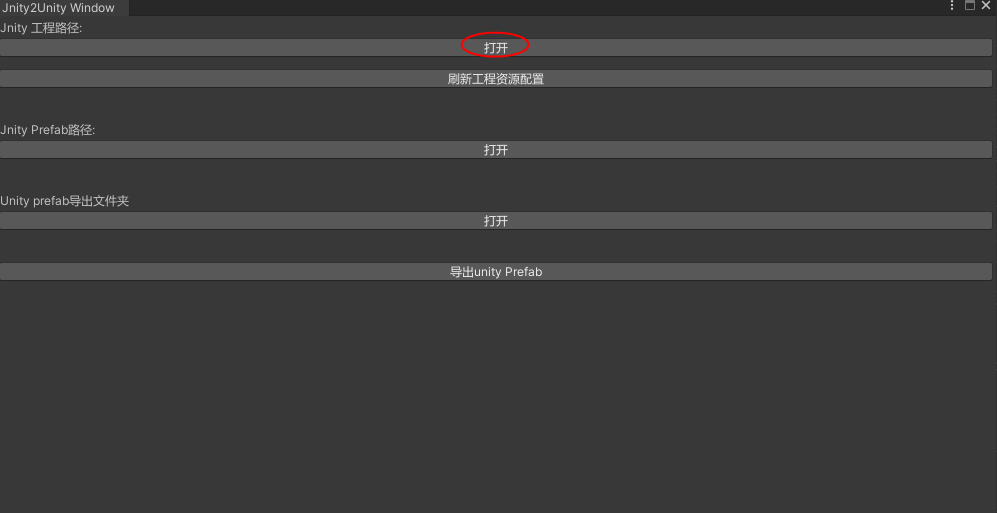 Jnity2Unity Window
Jnity 工程路径:
打开
刷新工程资源配置
Jnity Prefab路径:
打开
Unity prefab导出文件夹
打开
导出unity Prefab